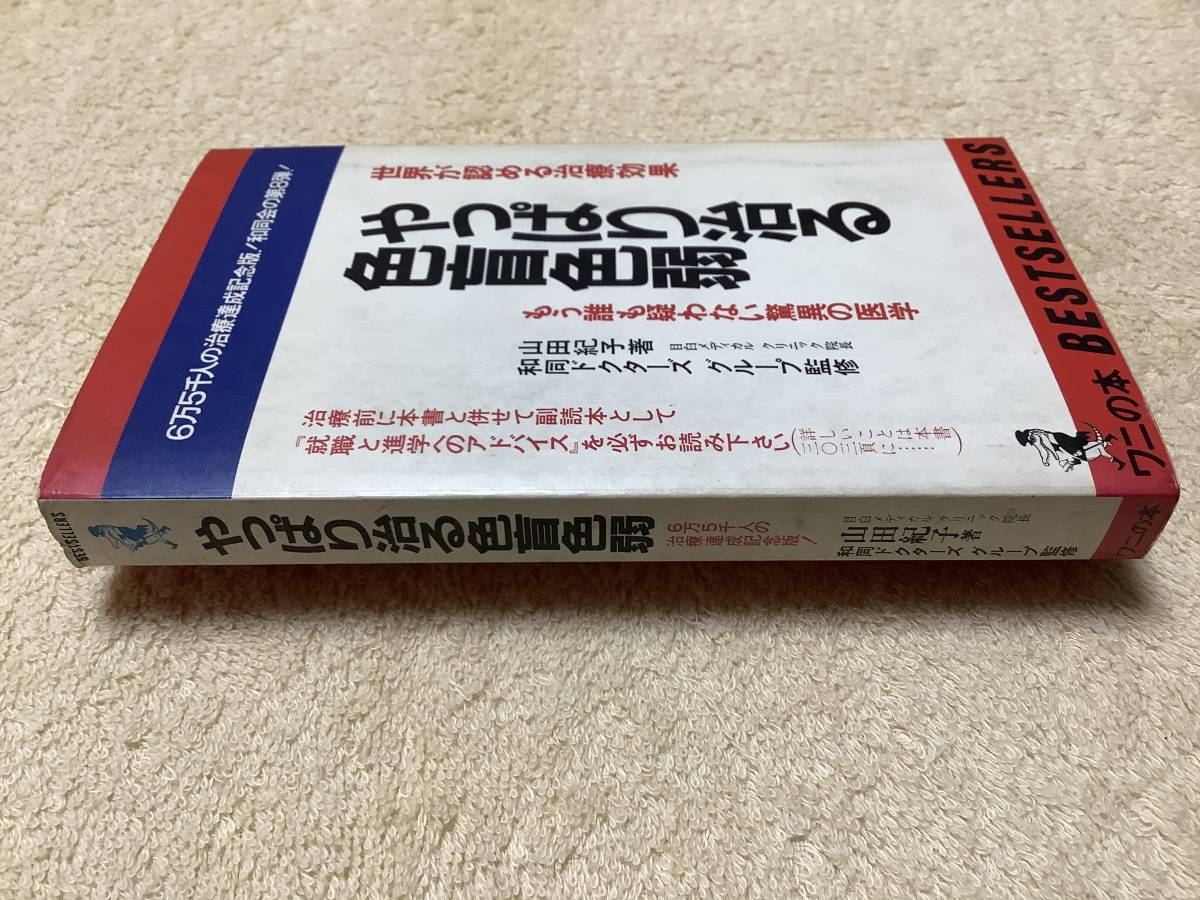 BESTSELLERS
ワニの本
世界が認める治療効果
やっぱり治る
色盲色弱
もう誰も疑わない驚異の医学
山田紀子著 目白メディカルクリニック院長
和同ドクターズグループ監修
治療前に本書と併せて副読本として
『就職と進学へのアドバイス』を必ずお読み下さい(詳しいことは本書二〇三頁に……)
6万5千人の治療達成記念版!和同会の第8弾!
BESTSELLERS
やっぱり治る色盲色弱
6万5千人の
治療達成記念版!
目白メディカルクリニック院長
山田紀子著
和同ドクターズグループ監修
ワニの本